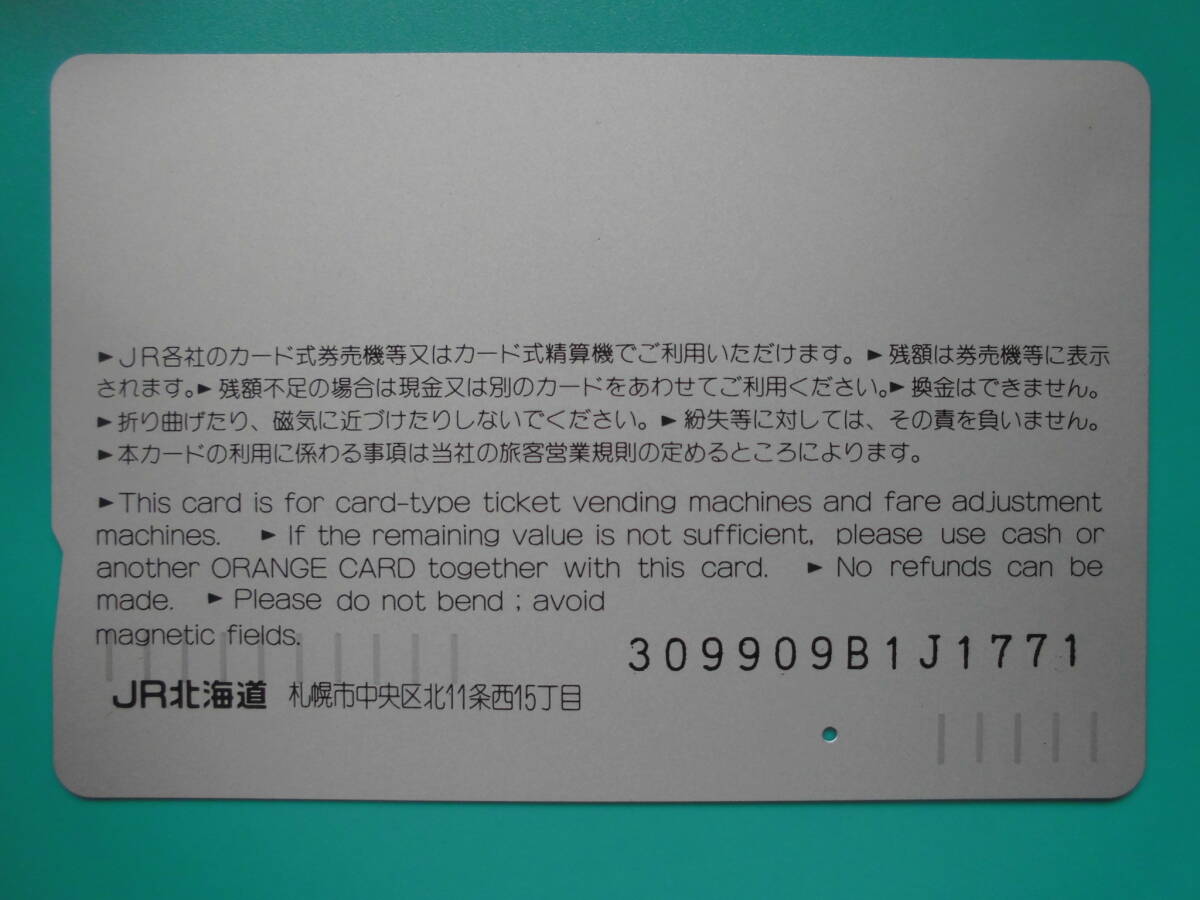 ►JR各社のカード式券売機等又はカード式精算機でご利用いただけます。►残額は券売機等に表示
されます。►残額不足の場合は現金又は別のカードをあわせてご利用ください。►換金はできません。
►折り曲げたり、磁気に近づけたりしないでください。►紛失等に対しては、その責を負いません。
►本カードの利用に係わる事項は当社の旅客営業規則の定めるところによります。
►This card is for card-type ticket vending machines and fare adjustment
machines. ►If the remaining value is not sufficient, please use cash or
another ORANGE CARD together with this card. ►No refunds can be
made. ►Please do not bend ; avoid
magnetic fields.
309909B1J1771
JR北海道 札幌市中央区北11条西15丁目